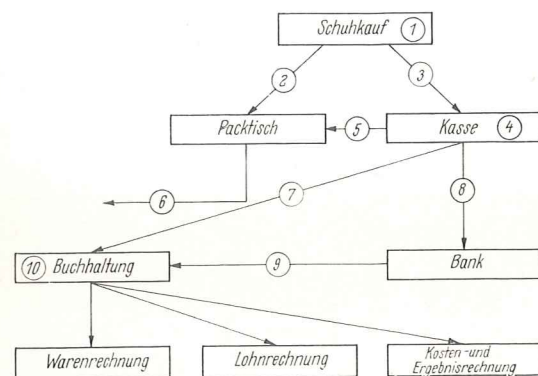 Schuhkauf 1
2 3
Packtisch 5 Kasse 4
6 7 8
10 Buchhaltung 9 Bank
Warenrechnung Lohnrechnung Kosten- und
Ergebnisrechnung